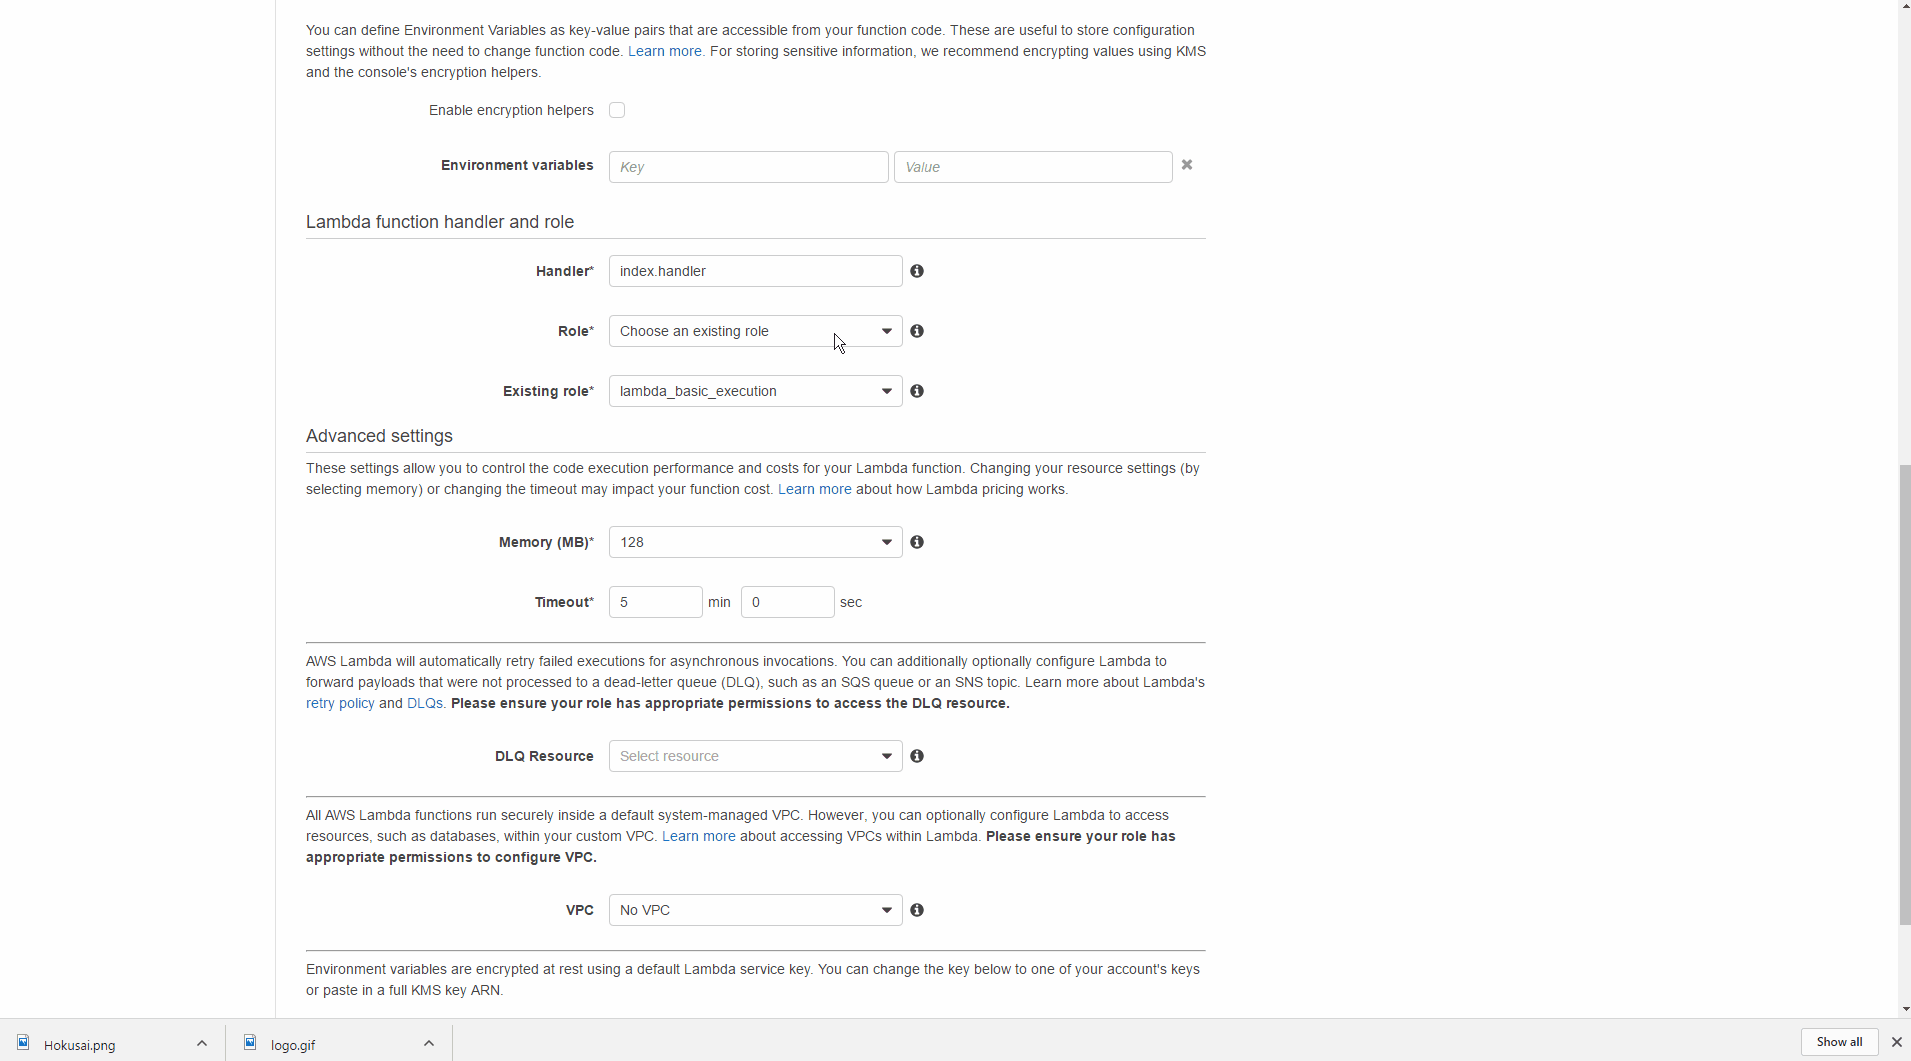 You can define Environment Variables as key-value pairs that are accessible from your function code. These are useful to store configuration
settings without the need to change function code. Learn more. For storing sensitive information, we recommend encrypting values using KMS
and the console's encryption helpers.
Enable encryption helpers
Environment variables Key Value
Lambda function handler and role
Handler* index.handler
Role* Choose an existing role
Existing role* lambda_basic_execution
Advanced settings
These settings allow you to control the code execution performance and costs for your Lambda function. Changing your resource settings (by
selecting memory) or changing the timeout may impact your function cost. Learn more about how Lambda pricing works.
Memory (MB)* 128
Timeout* 5 min 0 sec
AWS Lambda will automatically retry failed executions for asynchronous invocations. You can additionally optionally configure Lambda to
forward payloads that were not processed to a dead-letter queue (DLQ), such as an SQS queue or an SNS topic. Learn more about Lambda's
retry policy and DLQs. Please ensure your role has appropriate permissions to access the DLQ resource.
DLQ Resource Select resource
All AWS Lambda functions run securely inside a default system-managed VPC. However, you can optionally configure Lambda to access
resources, such as databases, within your custom VPC. Learn more about accessing VPCs within Lambda. Please ensure your role has
appropriate permissions to configure VPC.
VPC No VPC
Environment variables are encrypted at rest using a default Lambda service key. You can change the key below to one of your account's keys
or paste in a full KMS key ARN.
Hokusai.png logo.gif Show all